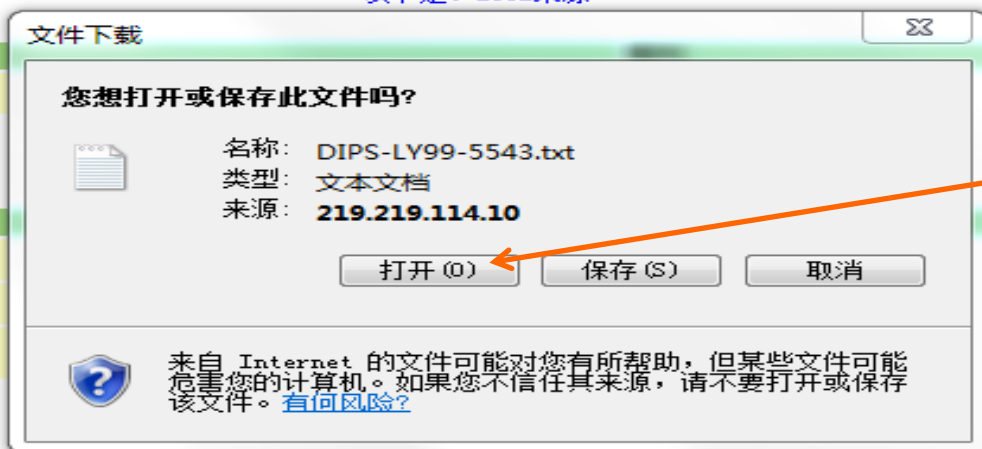 文件下载
您想打开或保存此文件吗?
名称: DIPS-LY99-5543.txt
类型: 文本文档
来源: 219.219.114.10
打开(O) 保存(S) 取消
来自 Internet 的文件可能对您有所帮助，但某些文件可能
危害您的计算机。如果您不信任其来源，请不要打开或保存
该文件。有何风险?